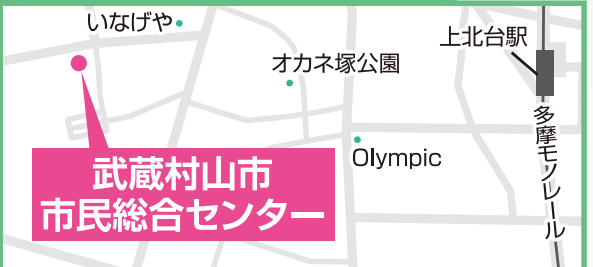 いなげや
オカネ塚公園
上北台駅
多摩モノレール
Olympic
武蔵村山市
市民総合センター